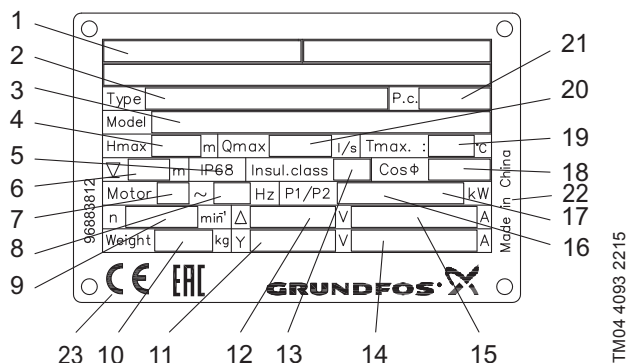 1
2
3
4
5
6
7
8
9
21
20
19
18
22
17
16
Type P.c.
Model
Hmax m Qmax l/s Tmax. : °C
▽ m IP68 Insul.class CosΦ
Motor ~ Hz P1/P2 kW
n min⁻¹ △ V A
Weight kg Y V A
96883812
Made in China
CE EAC GRUNDFOS
23 10 11 12 13 14 15
TM04 4093 2215